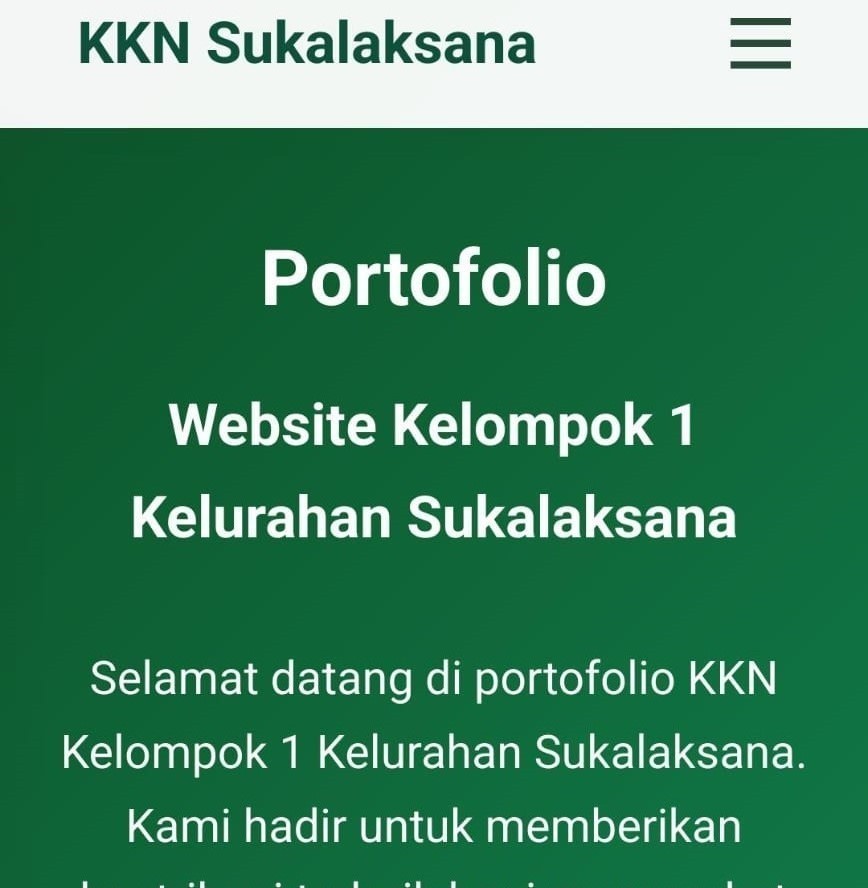 KKN Sukalaksana
Portofolio
Website Kelompok 1
Kelurahan Sukalaksana
Selamat datang di portofolio KKN
Kelompok 1 Kelurahan Sukalaksana.
Kami hadir untuk memberikan